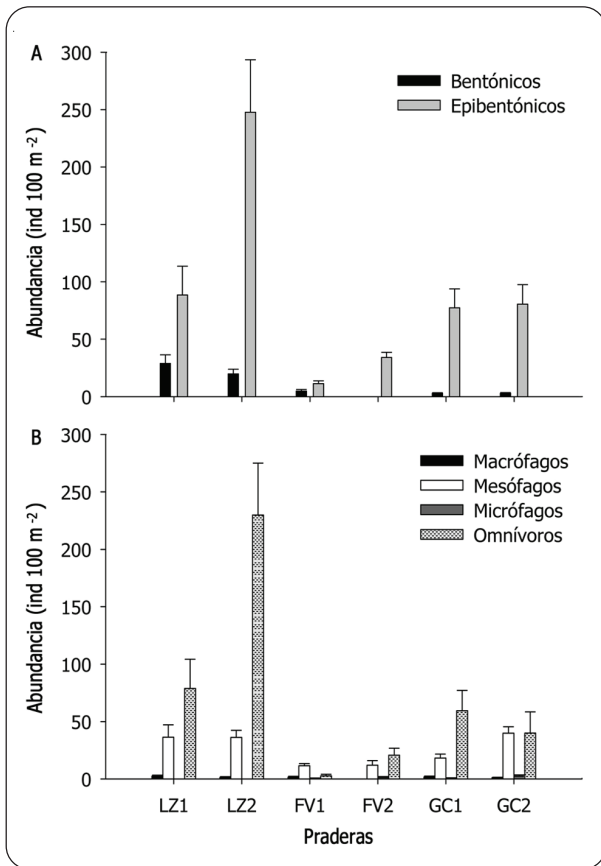 A
300
250
200
150
100
50
0
Abundancia (ind 100 m⁻²)
Bentónicos
Epibentónicos
B
300
250
200
150
100
50
0
Abundancia (ind 100 m⁻²)
Macrófagos
Mesófagos
Micrófagos
Omnívoros
LZ1 LZ2 FV1 FV2 GC1 GC2
Praderas